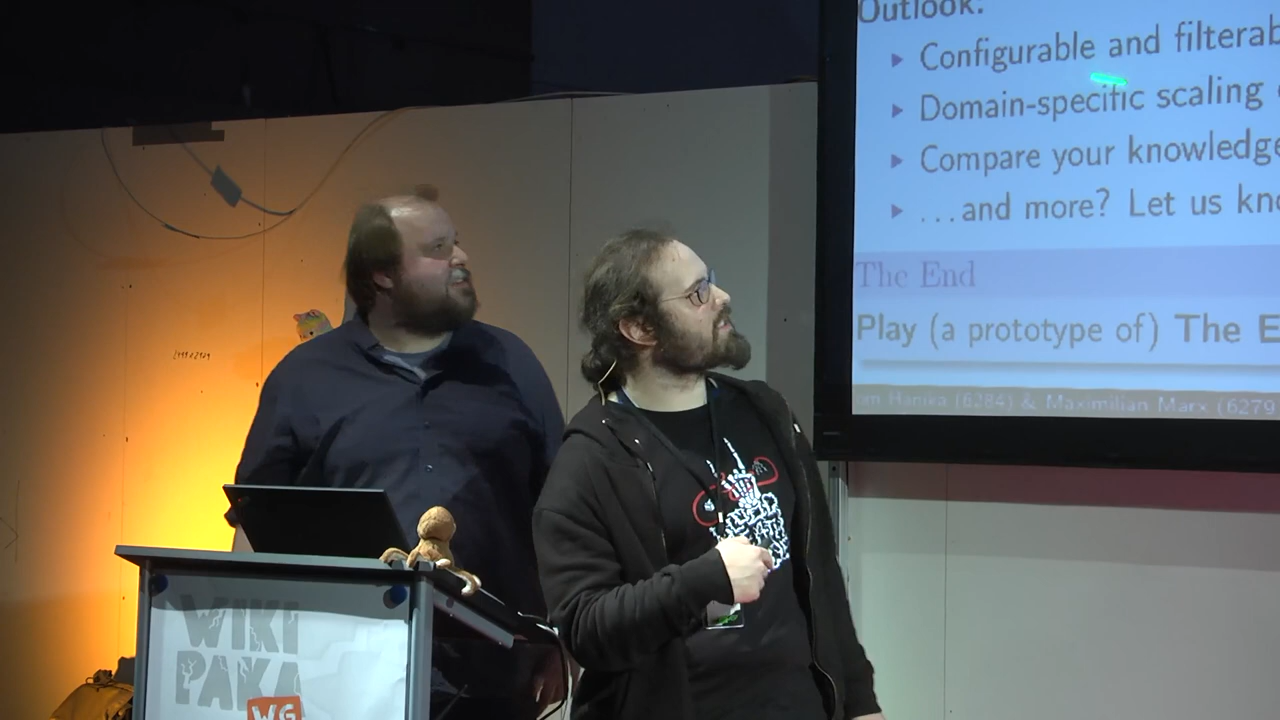 Outlook:
Configurable and filterab
Domain-specific scaling
Compare your knowledge
...and more? Let us kno
The End
Play (a prototype of) The E
om Hanika (6284) & Maximilian Marx (6279
WIKI
PAKA
WG